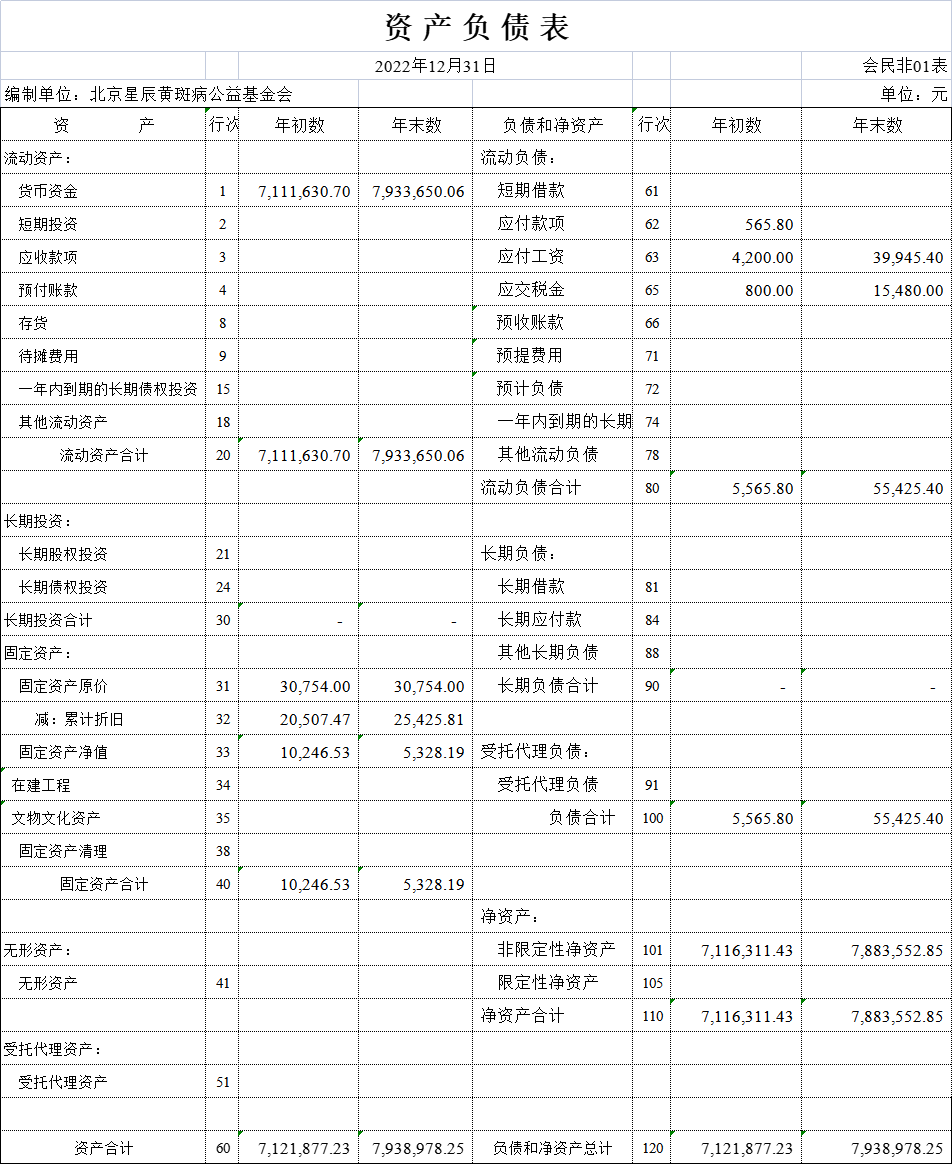 资产负债表
2022年12月31日 会民非01表
编制单位：北京星辰黄斑病公益基金会 单位：元
资 产 行次 年初数 年末数 负债和净资产 行次 年初数 年末数
流动资产： 流动负债：
货币资金 1 7,111,630.70 7,933,650.06 短期借款 61
短期投资 2 应付款项 62 565.80
应收款项 3 应付工资 63 4,200.00 39,945.40
预付账款 4 应交税金 65 800.00 15,480.00
存货 8 预收账款 66
待摊费用 9 预提费用 71
一年内到期的长期债权投资 15 预计负债 72
其他流动资产 18 一年内到期的长期 74
流动资产合计 20 7,111,630.70 7,933,650.06 其他流动负债 78
流动负债合计 80 5,565.80 55,425.40
长期投资：
长期股权投资 21 长期负债：
长期债权投资 24 长期借款 81
长期投资合计 30 - - 长期应付款 84
固定资产： 其他长期负债 88
固定资产原价 31 30,754.00 30,754.00 长期负债合计 90 - -
减：累计折旧 32 20,507.47 25,425.81
固定资产净值 33 10,246.53 5,328.19 受托代理负债：
在建工程 34 受托代理负债 91
文物文化资产 35 负债合计 100 5,565.80 55,425.40
固定资产清理 38
固定资产合计 40 10,246.53 5,328.19
净资产：
无形资产： 非限定性净资产 101 7,116,311.43 7,883,552.85
无形资产 41 限定性净资产 105
净资产合计 110 7,116,311.43 7,883,552.85
受托代理资产：
受托代理资产 51
资产合计 60 7,121,877.23 7,938,978.25 负债和净资产总计 120 7,121,877.23 7,938,978.25